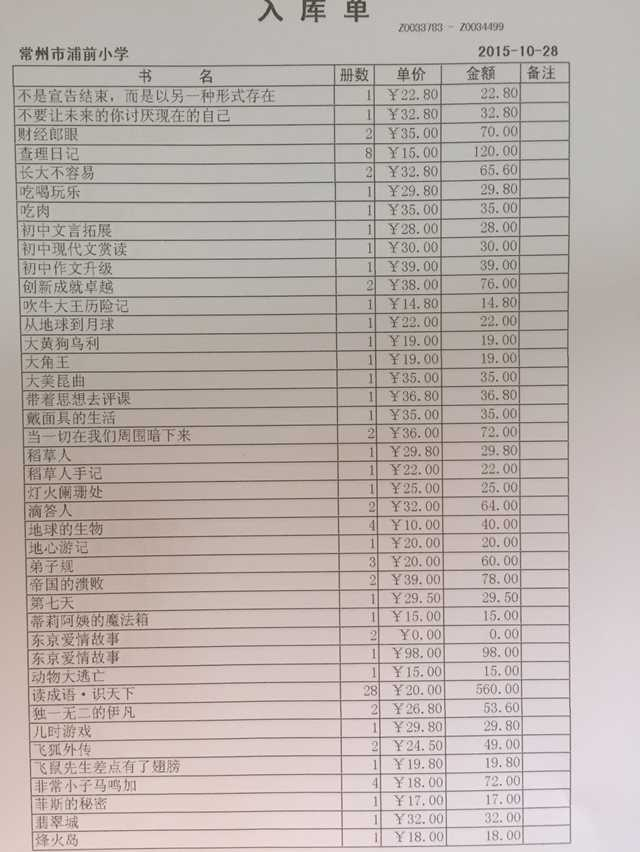 入库单
Z0033783 - Z0034499
常州市浦前小学 2015-10-28
书 名 册数 单价 金额 备注
不是宣告结束，而是以另一种形式存在 1 ￥22.80 22.80
不要让未来的你讨厌现在的自己 1 ￥32.80 32.80
财经郎眼 2 ￥35.00 70.00
查理日记 8 ￥15.00 120.00
长大不容易 2 ￥32.80 65.60
吃喝玩乐 1 ￥29.80 29.80
吃肉 1 ￥35.00 35.00
初中文言拓展 1 ￥28.00 28.00
初中现代文赏读 1 ￥30.00 30.00
初中作文升级 1 ￥39.00 39.00
创新成就卓越 2 ￥38.00 76.00
吹牛大王历险记 1 ￥14.80 14.80
从地球到月球 1 ￥22.00 22.00
大黄狗乌利 1 ￥19.00 19.00
大角王 1 ￥19.00 19.00
大美昆曲 1 ￥35.00 35.00
带着思想去评课 1 ￥36.80 36.80
戴面具的生活 1 ￥35.00 35.00
当一切在我们周围暗下来 2 ￥36.00 72.00
稻草人 1 ￥29.80 29.80
稻草人手记 1 ￥22.00 22.00
灯火阑珊处 1 ￥25.00 25.00
滴答人 2 ￥32.00 64.00
地球的生物 4 ￥10.00 40.00
地心游记 1 ￥20.00 20.00
弟子规 3 ￥20.00 60.00
帝国的溃败 2 ￥39.00 78.00
第七天 1 ￥29.50 29.50
蒂莉阿姨的魔法箱 1 ￥15.00 15.00
东京爱情故事 2 ￥0.00 0.00
东京爱情故事 1 ￥98.00 98.00
动物大逃亡 1 ￥15.00 15.00
读成语·识天下 28 ￥20.00 560.00
独一无二的伊凡 2 ￥26.80 53.60
儿时游戏 1 ￥29.80 29.80
飞狐外传 2 ￥24.50 49.00
飞鼠先生差点有了翅膀 1 ￥19.80 19.80
非常小子马鸣加 4 ￥18.00 72.00
菲斯的秘密 1 ￥17.00 17.00
翡翠城 1 ￥32.00 32.00
烽火岛 1 ￥18.00 18.00